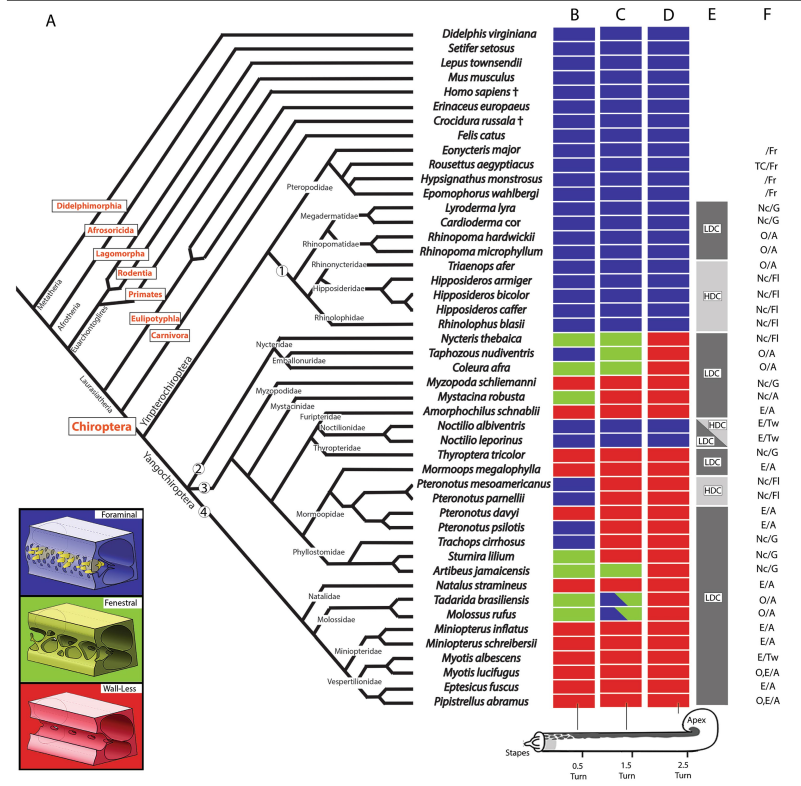 A B C D E F
Didelphis virginiana
Setifer setosus
Lepus townsendii
Mus musculus
Homo sapiens †
Erinaceus europaeus
Crocidura russala †
Felis catus
Eonycteris major /Fr
Rousettus aegyptiacus TC/Fr
Hypsignathus monstrosus /Fr
Epomophorus wahlbergi /Fr
Lyroderma lyra Nc/G
Cardioderma cor Nc/G
Rhinopoma hardwickii O/A
Rhinopoma microphyllum O/A
Triaenops afer O/A
Hipposideros armiger Nc/Fl
Hipposideros bicolor Nc/Fl
Hipposideros caffer Nc/Fl
Rhinolophus blasii Nc/Fl
Nycteris thebaica Nc/Fl
Taphozous nudiventris O/A
Coleura afra O/A
Myzopoda schliemanni Nc/G
Mystacina robusta Nc/A
Amorphochilus schnablii E/A
Noctilio albiventris E/Tw
Noctilio leporinus E/Tw
Thyroptera tricolor Nc/G
Mormoops megalophylla E/A
Pteronotus mesoamericanus Nc/Fl
Pteronotus parnellii Nc/Fl
Pteronotus davyi E/A
Pteronotus psilotis E/A
Trachops cirrhosus Nc/G
Sturnira lilium Nc/G
Artibeus jamaicensis Nc/G
Natalus stramineus E/A
Tadarida brasiliensis O/A
Molossus rufus O/A
Miniopterus inflatus E/A
Miniopterus schreibersii E/A
Myotis albescens E/Tw
Myotis lucifugus O,E/A
Eptesicus fuscus E/A
Pipistrellus abramus O,E/A
LDC
HDC
LDC
HDC
LDC
LDC
HDC
LDC
Didelphimorphia
Afrosoricida
Lagomorpha
Rodentia
Primates
Eulipotyphla
Carnivora
Chiroptera
Metatheria
Afrotheria
Euarchontoglires
Laurasiatheria
Yinpterochiroptera
Yangochiroptera
1
2
3
4
Pteropodidae
Megadermatidae
Rhinopomatidae
Rhinonycteridae
Hipposideridae
Rhinolophidae
Nycteridae
Emballonuridae
Myzopodidae
Mystacinidae
Furipteridae
Noctilionidae
Thyropteridae
Mormoopidae
Phyllostomidae
Natalidae
Molossidae
Miniopteridae
Vespertilionidae
Foraminal
Fenestral
Wall-Less
Apex
Stapes
0.5 1.5 2.5
Turn Turn Turn